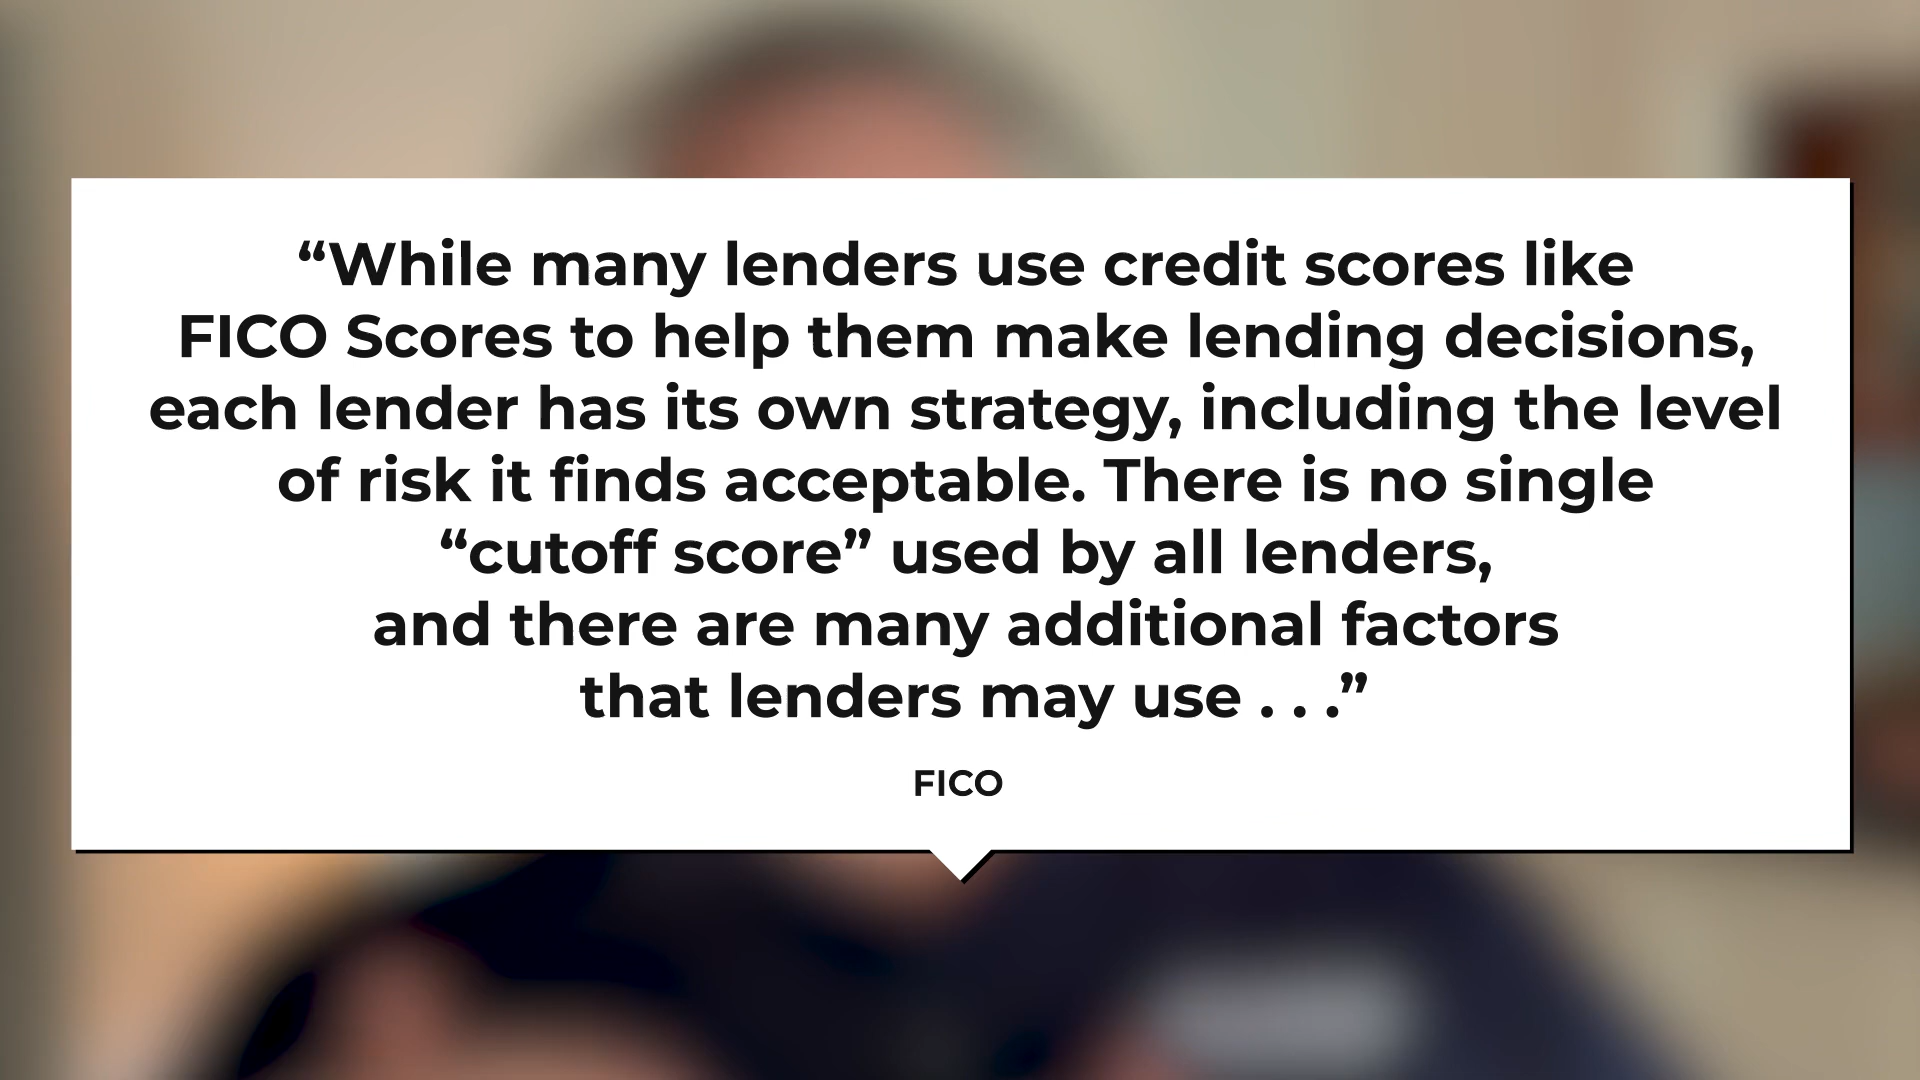 “While many lenders use credit scores like
FICO Scores to help them make lending decisions,
each lender has its own strategy, including the level
of risk it finds acceptable. There is no single
“cutoff score” used by all lenders,
and there are many additional factors
that lenders may use . . .”
FICO